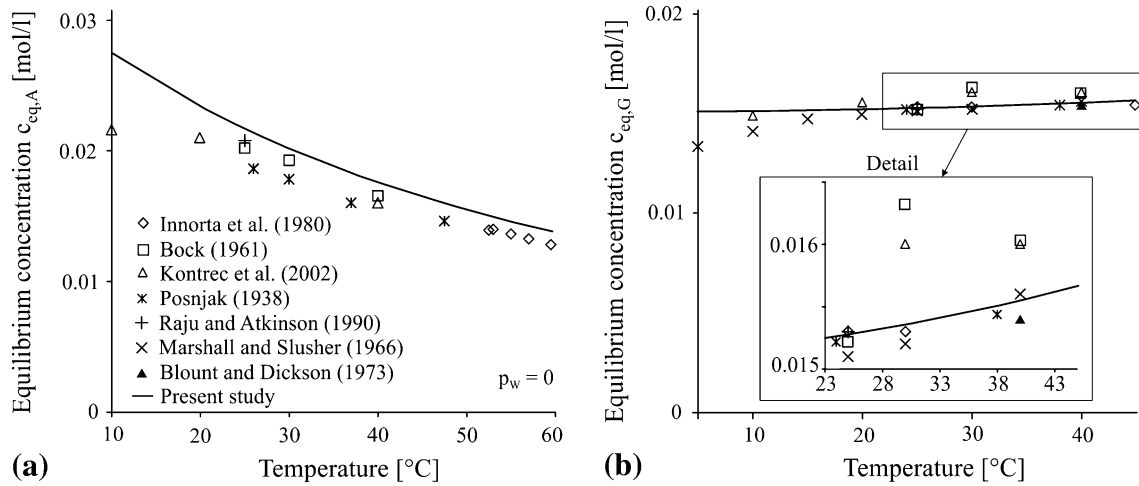 Equilibrium concentration c_eq,A [mol/l]
0.03
0.02
0.01
0
Innorta et al. (1980)
Bock (1961)
Kontrec et al. (2002)
Posnjak (1938)
Raju and Atkinson (1990)
Marshall and Slusher (1966)
Blount and Dickson (1973)
Present study
p_w = 0
10 20 30 40 50 60
Temperature [°C]
(a)
Equilibrium concentration c_eq,G [mol/l]
0.02
0.01
0
Detail
0.016
0.015
23 28 33 38 43
10 20 30 40
Temperature [°C]
(b)